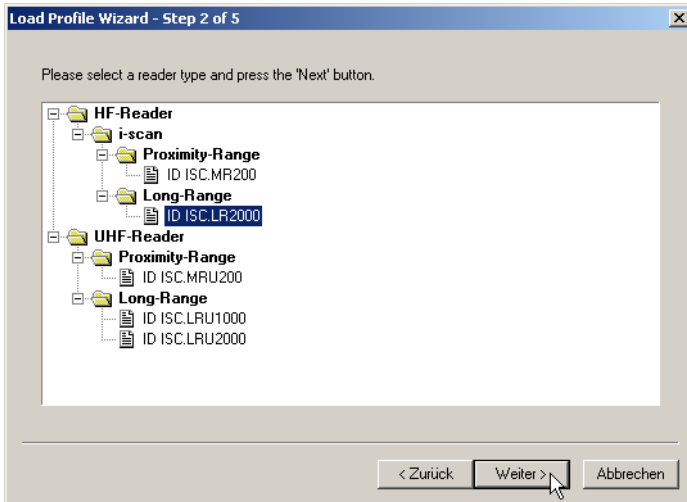 Load Profile Wizard - Step 2 of 5
Please select a reader type and press the 'Next' button.
HF-Reader
i-scan
Proximity-Range
ID ISC.MR200
Long-Range
ID ISC.LR2000
UHF-Reader
Proximity-Range
ID ISC.MRU200
Long-Range
ID ISC.LRU1000
ID ISC.LRU2000
< Zurück Weiter > Abbrechen